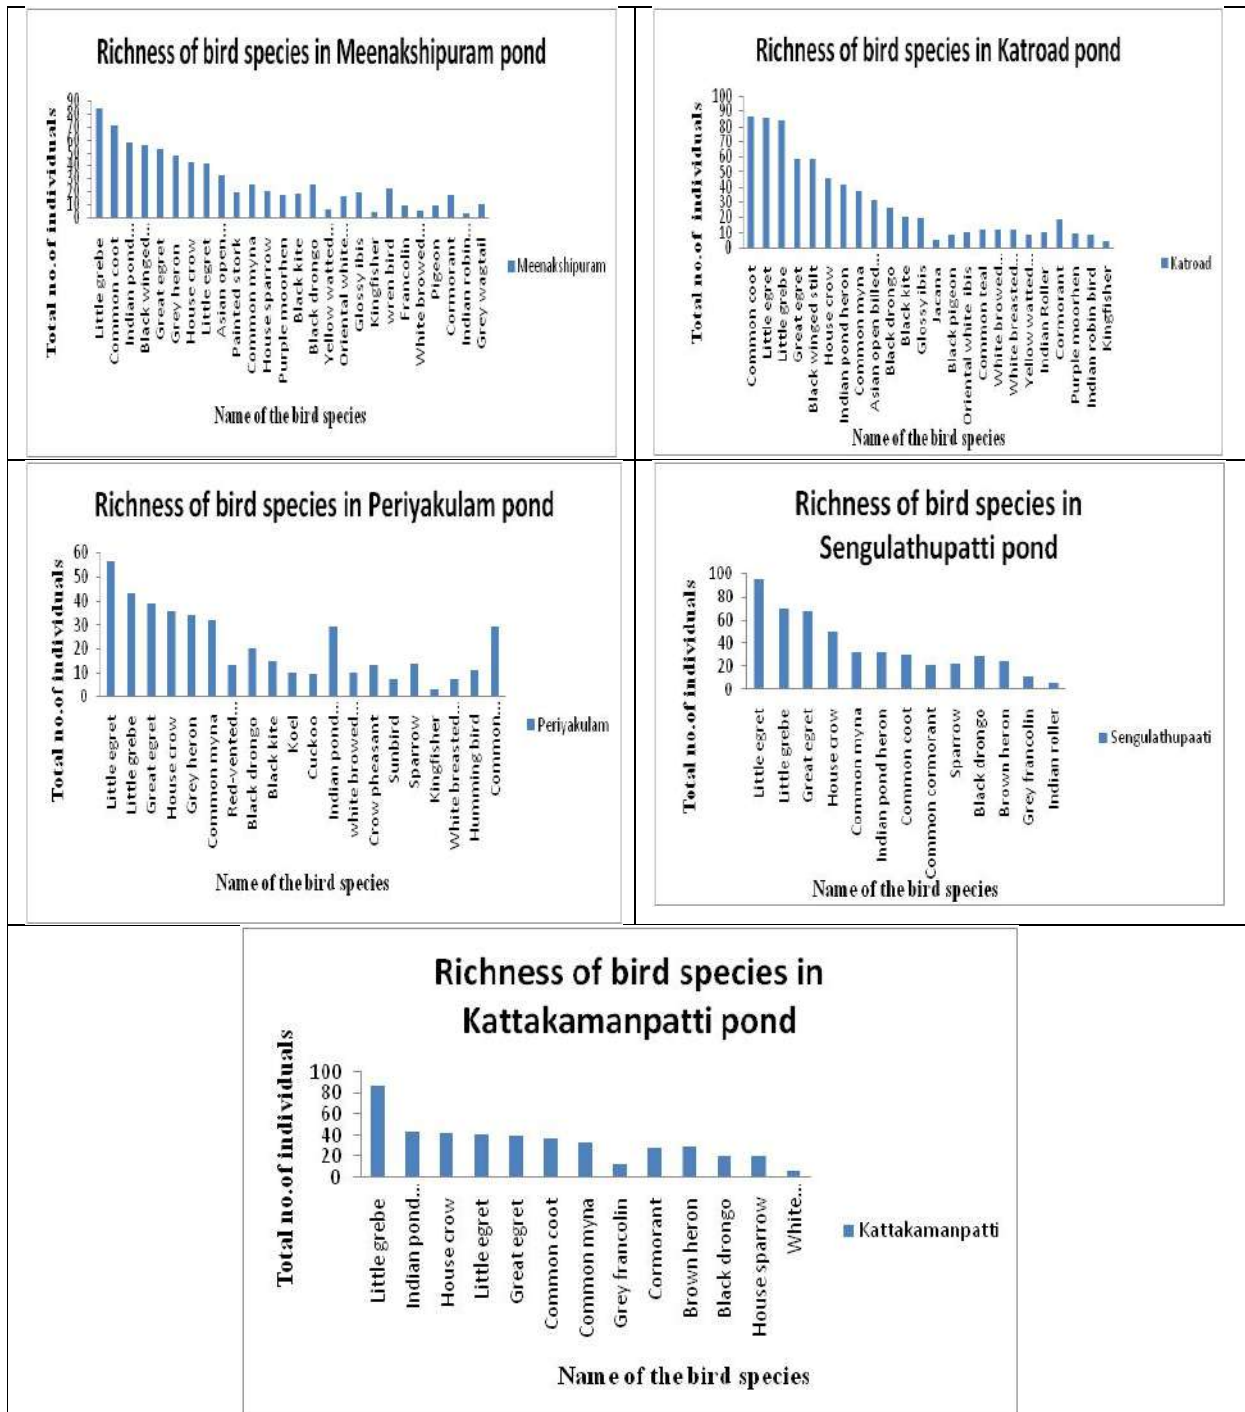 Richness of bird species in Meenakshipuram pond
Total no.of individuals
90
80
70
60
50
40
30
20
10
0
Little grebe
Common coot
Indian pond...
Black winged...
Great egret
Grey heron
House crow
Little egret
Asian open...
Painted stork
Common myna
House sparrow
Purple moorhen
Black kite
Black drongo
Yellow watted...
Oriental white...
Glossy ibis
Kingfisher
wren bird
Francolin
White browed...
Pigeon
Cormorant
Indian robin...
Grey wagtail
Meenakshipuram
Name of the bird species
Richness of bird species in Katroad pond
Total no.of individuals
100
90
80
70
60
50
40
30
20
10
0
Common coot
Little egret
Little grebe
Great egret
Black winged stilt
House crow
Indian pond heron
Common myna
Asian open billed...
Black drongo
Black kite
Glossy ibis
Jacana
Black pigeon
Oriental white ibis
Common teal
White browed...
White breasted...
Yellow watted...
Indian Roller
Cormorant
Purple moorhen
Indian robin bird
Kingfisher
Katroad
Name of the bird species
Richness of bird species in Periyakulam pond
Total no.of individuals
60
50
40
30
20
10
0
Little egret
Little grebe
Great egret
House crow
Grey heron
Common myna
Red-vented...
Black drongo
Black kite
Koel
Cuckoo
Indian pond...
white browed...
Crow pheasant
Sunbird
Sparrow
Kingfisher
White breasted...
Humming bird
Common...
Periyakulam
Name of the bird species
Richness of bird species in
Sengulathupatti pond
Total no.of individuals
100
80
60
40
20
0
Little egret
Little grebe
Great egret
House crow
Common myna
Indian pond heron
Common coot
Common cormorant
Sparrow
Black drongo
Brown heron
Grey francolin
Indian roller
Sengulathupaati
Name of the bird species
Richness of bird species in
Kattakamanpatti pond
Total no.of individuals
100
80
60
40
20
0
Little grebe
Indian pond...
House crow
Little egret
Great egret
Common coot
Common myna
Grey francolin
Cormorant
Brown heron
Black drongo
House sparrow
White...
Kattakamanpatti
Name of the bird species